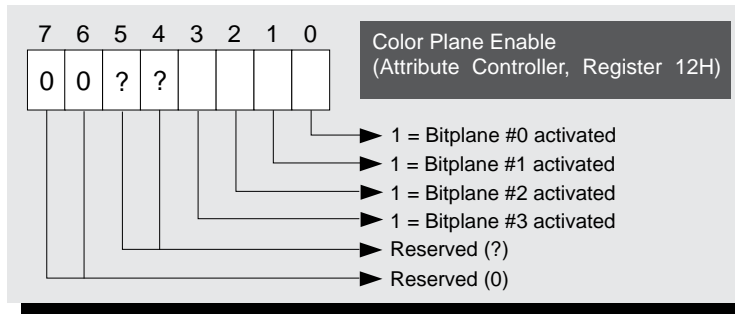 7 6 5 4 3 2 1 0
0 0 ? ?
Color Plane Enable
(Attribute Controller, Register 12H)
1 = Bitplane #0 activated
1 = Bitplane #1 activated
1 = Bitplane #2 activated
1 = Bitplane #3 activated
Reserved (?)
Reserved (0)